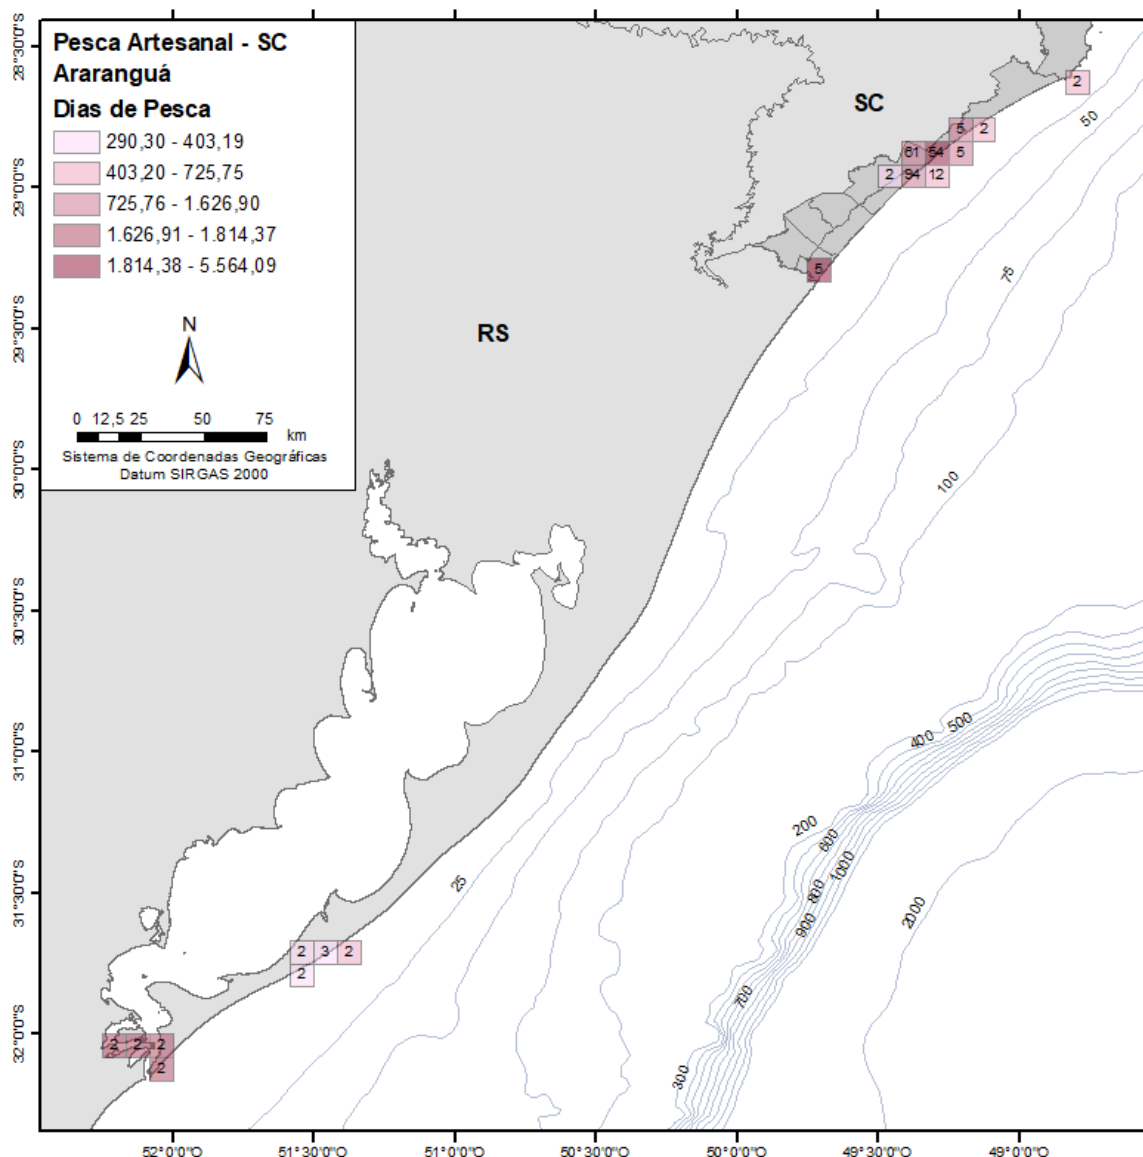 Pesca Artesanal - SC
Araranguá
Dias de Pesca
290,30 - 403,19
403,20 - 725,75
725,76 - 1.626,90
1.626,91 - 1.814,37
1.814,38 - 5.564,09
N
0 12,5 25 50 75
km
Sistema de Coordenadas Geográficas
Datum SIRGAS 2000
SC
RS
2
5 2
61 54 5
2 94 12
5
2 3 2
2
2 2 2
2
50
75
100
25
200
400
500
600
800
1000
900
700
300
2000
28°30'0"S
29°0'0"S
29°30'0"S
30°0'0"S
30°30'0"S
31°0'0"S
31°30'0"S
32°0'0"S
52°0'0"O 51°30'0"O 51°0'0"O 50°30'0"O 50°0'0"O 49°30'0"O 49°0'0"O